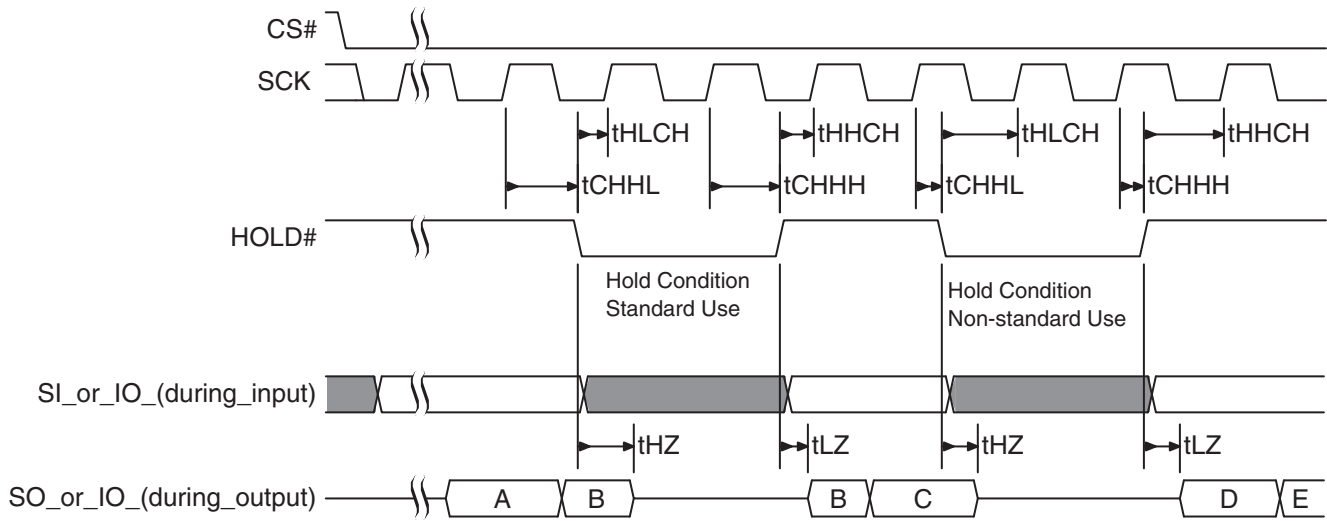 CS#
SCK
tHLCH tHHCH tHLCH tHHCH
tCHHL tCHHH tCHHL tCHHH
HOLD#
Hold Condition
Standard Use
Hold Condition
Non-standard Use
SI_or_IO_(during_input)
tHZ tLZ tHZ tLZ
SO_or_IO_(during_output) A B B C D E